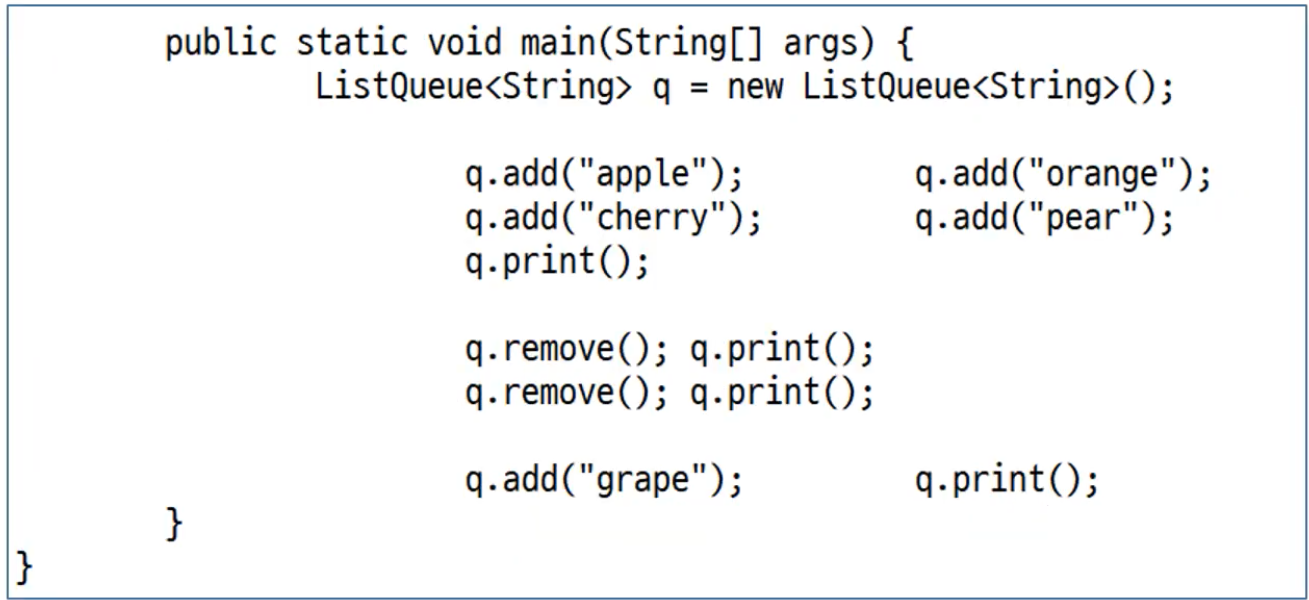 public static void main(String[] args) {
ListQueue<String> q = new ListQueue<String>();
q.add("apple"); q.add("orange");
q.add("cherry"); q.add("pear");
q.print();
q.remove(); q.print();
q.remove(); q.print();
q.add("grape"); q.print();
}
}